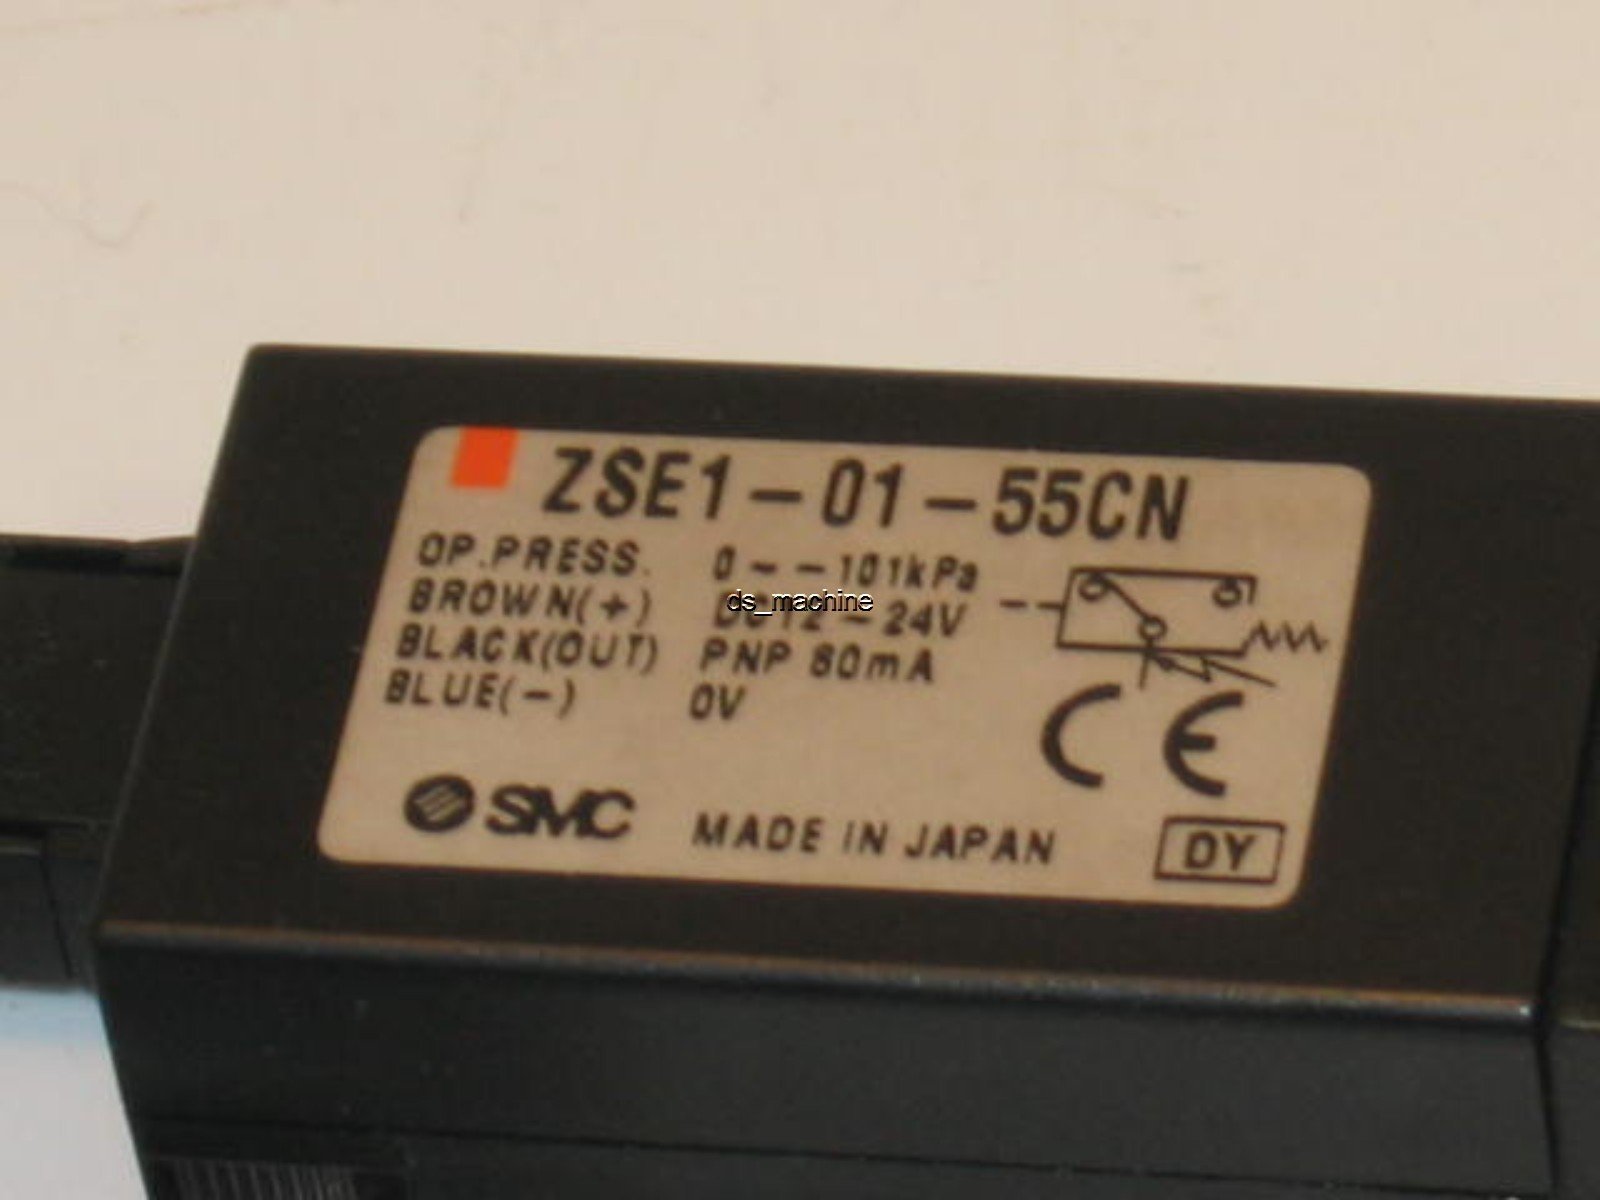 ZSE1-01-55CN
OP.PRESS. 0~-101kPa
BROWN(+) DC12~24V
ds_machine
BLACK(OUT) PNP 80mA
BLUE(-) 0V
CE
SMC MADE IN JAPAN DY